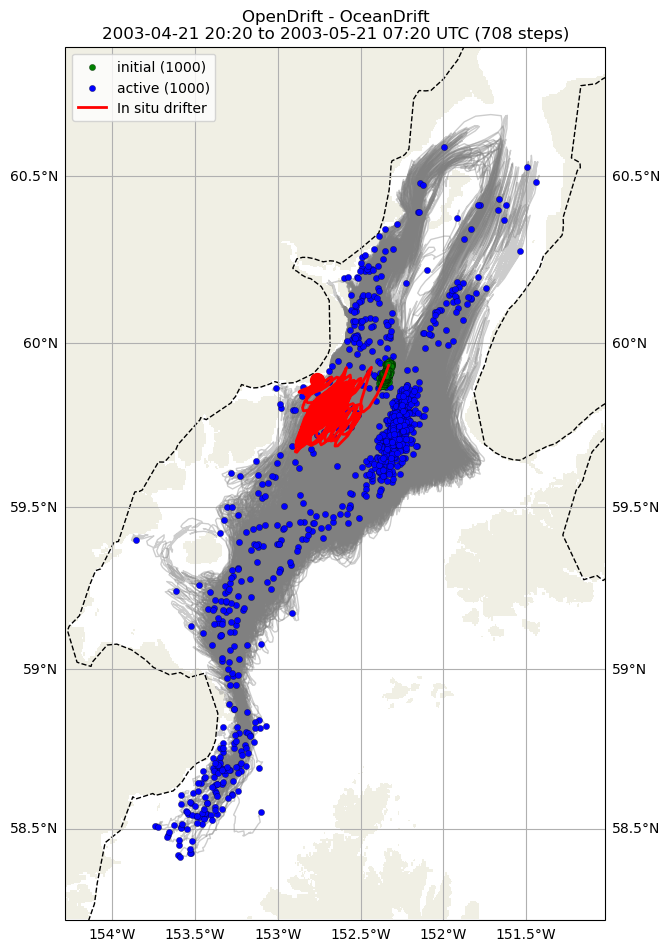 OpenDrift - OceanDrift
2003-04-21 20:20 to 2003-05-21 07:20 UTC (708 steps)
initial (1000)
active (1000)
In situ drifter
60.5°N
60.5°N
60°N
60°N
59.5°N
59.5°N
59°N
59°N
58.5°N
58.5°N
154°W
153.5°W
153°W
152.5°W
152°W
151.5°W